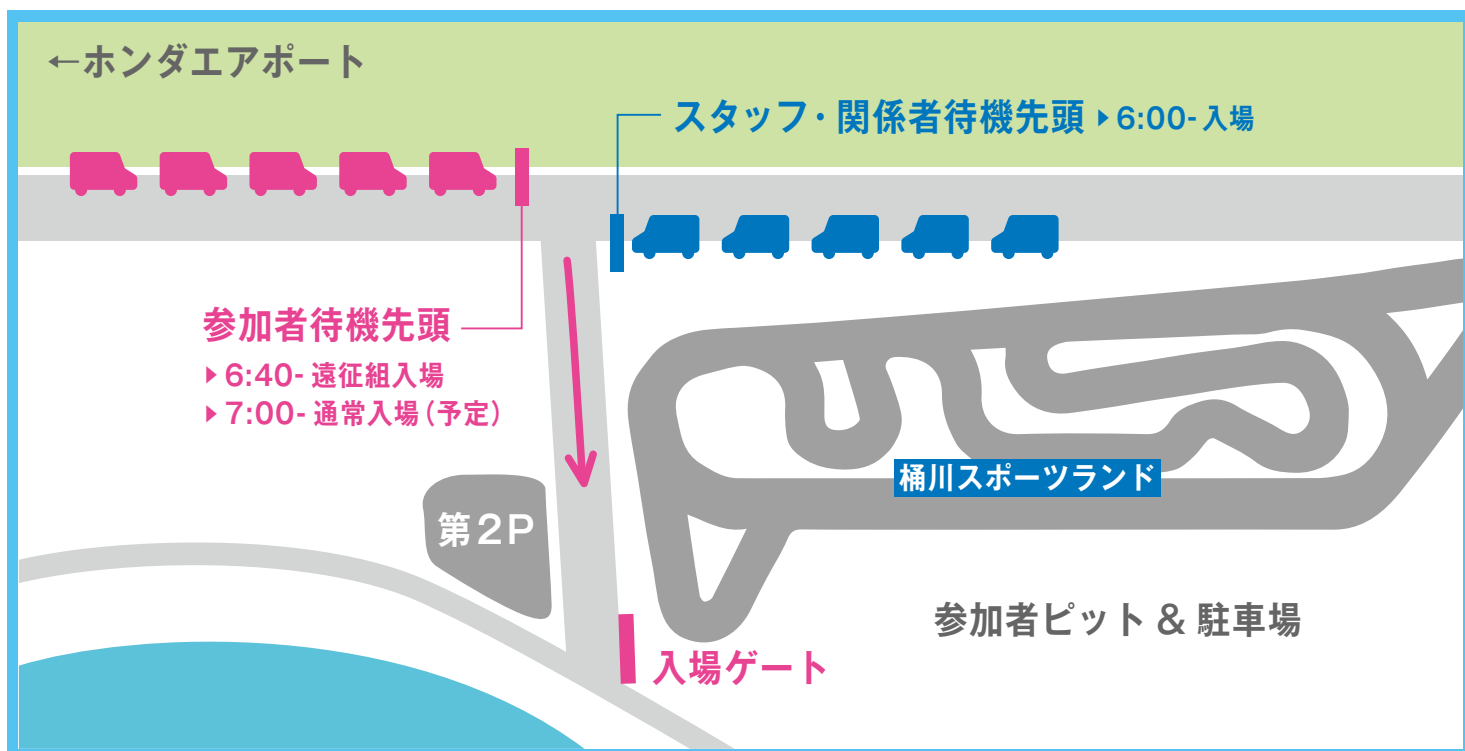 ←ホンダエアポート
スタッフ・関係者待機先頭 ▶ 6:00- 入場
参加者待機先頭
▶ 6:40- 遠征組入場
▶ 7:00- 通常入場(予定)
桶川スポーツランド
第2P
参加者ピット & 駐車場
入場ゲート